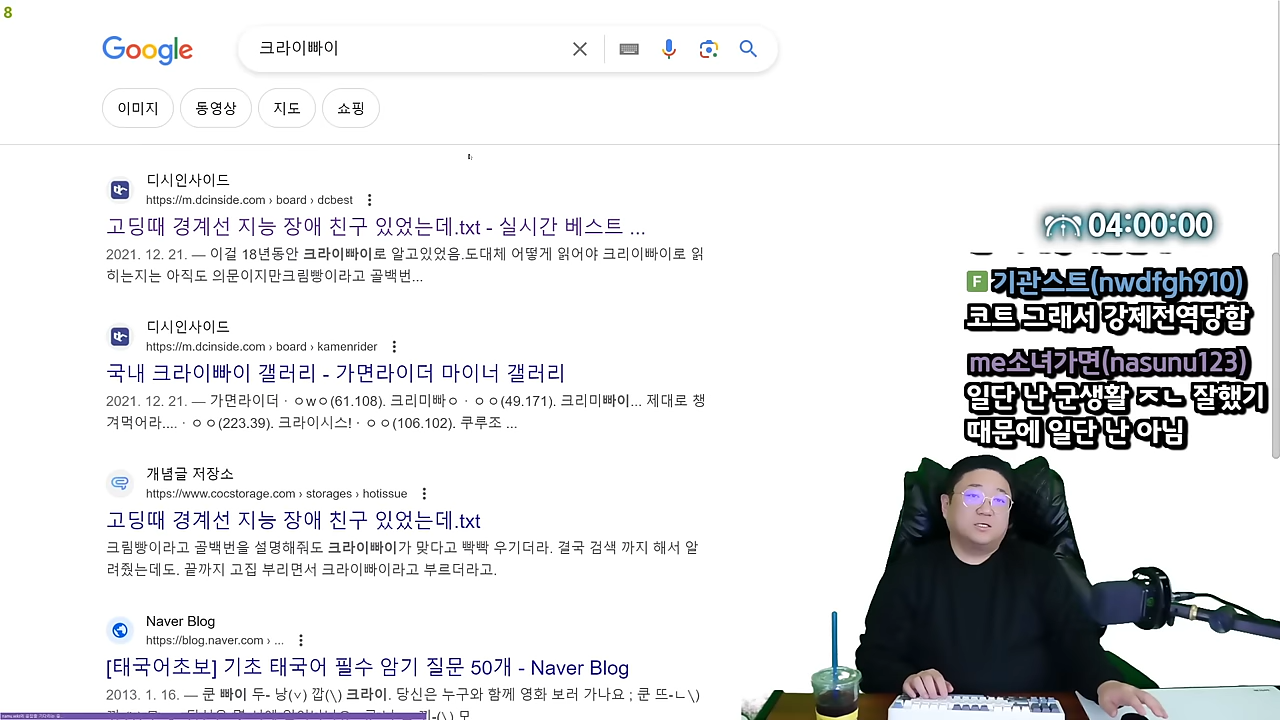 8
Google
크라이빠이
이미지
동영상
지도
쇼핑
디시인사이드
https://m.dcinside.com › board › dcbest
고딩때 경계선 지능 장애 친구 있었는데.txt - 실시간 베스트 ...
2021. 12. 21. — 이걸 18년동안 크라이빠이로 알고있었음.도대체 어떻게 읽어야 크리이빠이로 읽
히는지는 아직도 의문이지만크림빵이라고 골백번...
디시인사이드
https://m.dcinside.com › board › kamenrider
국내 크라이빠이 갤러리 - 가면라이더 마이너 갤러리
2021. 12. 21. — 가면라이더 · ㅇwㅇ(61.108). 크리미빠ㅇ · ㅇㅇ(49.171). 크리미빠이... 제대로 챙
겨먹어라.... · ㅇㅇ(223.39). 크라이시스! · ㅇㅇ(106.102). 쿠루조 ...
개념글 저장소
https://www.cocstorage.com › storages › hotissue
고딩때 경계선 지능 장애 친구 있었는데.txt
크림빵이라고 골백번을 설명해줘도 크라이빠이가 맞다고 빡빡 우기더라. 결국 검색 까지 해서 알
려줬는데도. 끝까지 고집 부리면서 크라이빠이라고 부르더라고.
Naver Blog
https://blog.naver.com › ...
[태국어초보] 기초 태국어 필수 암기 질문 50개 - Naver Blog
2013. 1. 16. — 쿤 빠이 두- 낭(v) 깝(\) 크라이. 당신은 누구와 함께 영화 보러 가나요 ; 쿤 뜨-ㄴ\)
04:00:00
F 기관스트(nwdfgh910)
코트 그래서 강제전역당함
me소녀가면(nasunu123)
일단 난 군생활 ㅈㄴ 잘했기
때문에 일단 난 아님